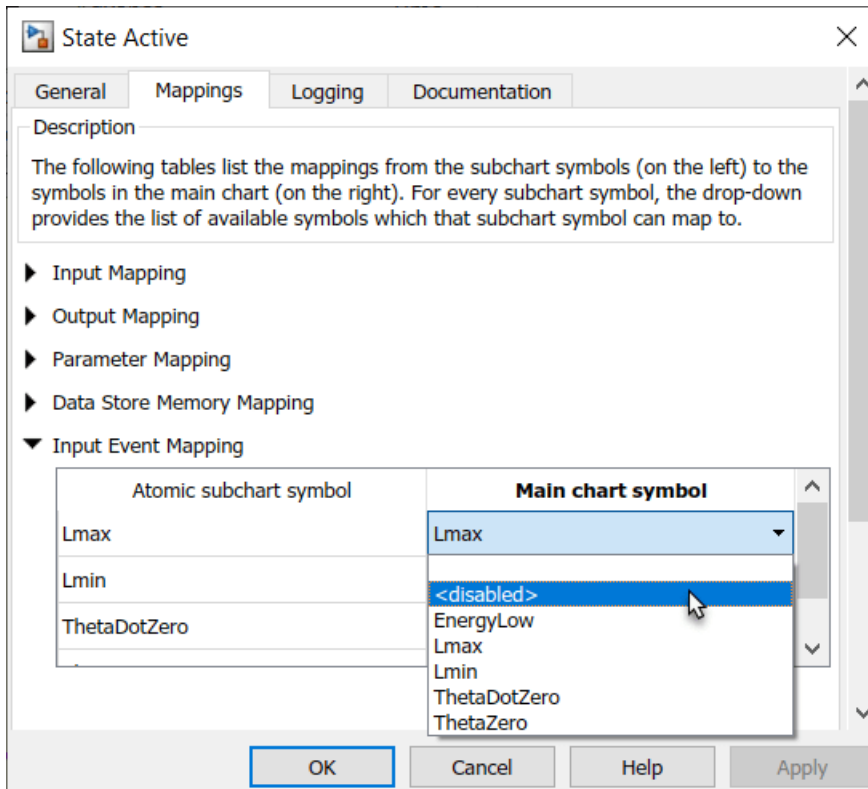 State Active
General Mappings Logging Documentation
Description
The following tables list the mappings from the subchart symbols (on the left) to the
symbols in the main chart (on the right). For every subchart symbol, the drop-down
provides the list of available symbols which that subchart symbol can map to.
Input Mapping
Output Mapping
Parameter Mapping
Data Store Memory Mapping
Input Event Mapping
Atomic subchart symbol Main chart symbol
Lmax Lmax
Lmin
ThetaDotZero
<disabled>
EnergyLow
Lmax
Lmin
ThetaDotZero
ThetaZero
OK Cancel Help Apply